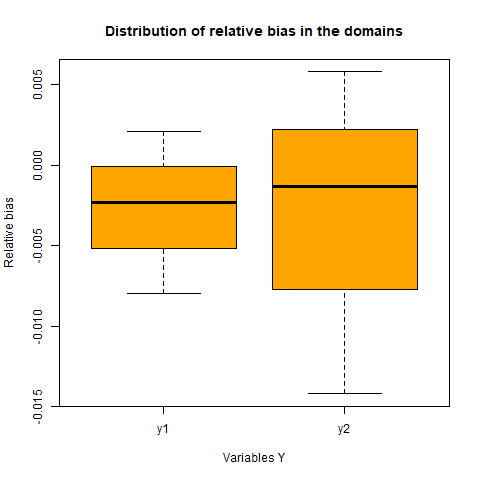 Distribution of relative bias in the domains
Relative bias
0.005
0.000
-0.005
-0.010
-0.015
y1
y2
Variables Y